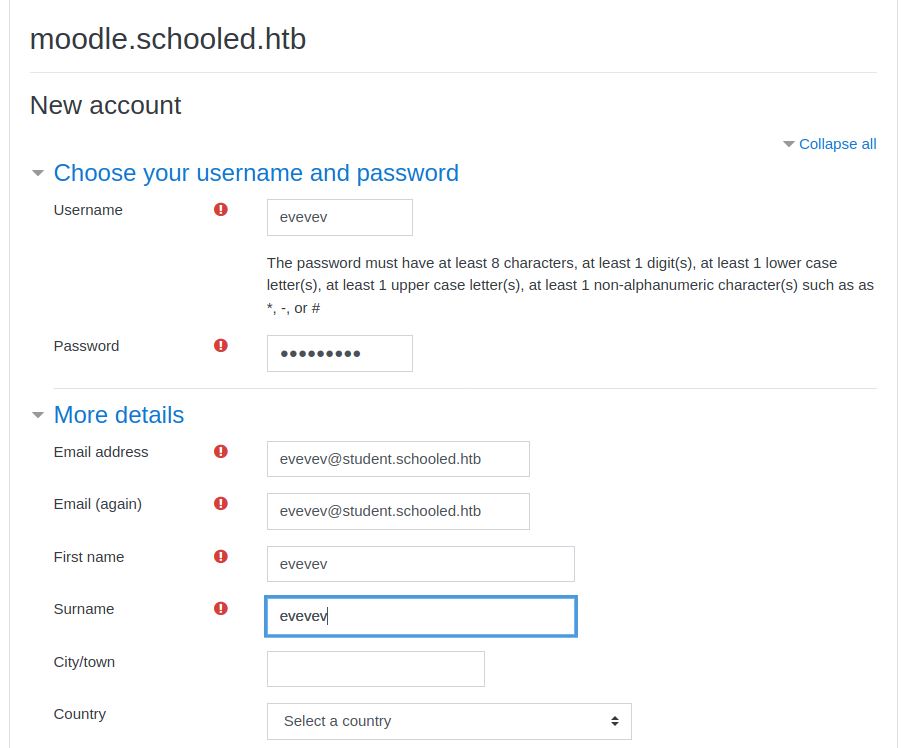 moodle.schooled.htb
New account
Collapse all
Choose your username and password
Username
evevev
The password must have at least 8 characters, at least 1 digit(s), at least 1 lower case
letter(s), at least 1 upper case letter(s), at least 1 non-alphanumeric character(s) such as as
*, -, or #
Password
•••••••••
More details
Email address
evevev@student.schooled.htb
Email (again)
evevev@student.schooled.htb
First name
evevev
Surname
evevev
City/town
Country
Select a country